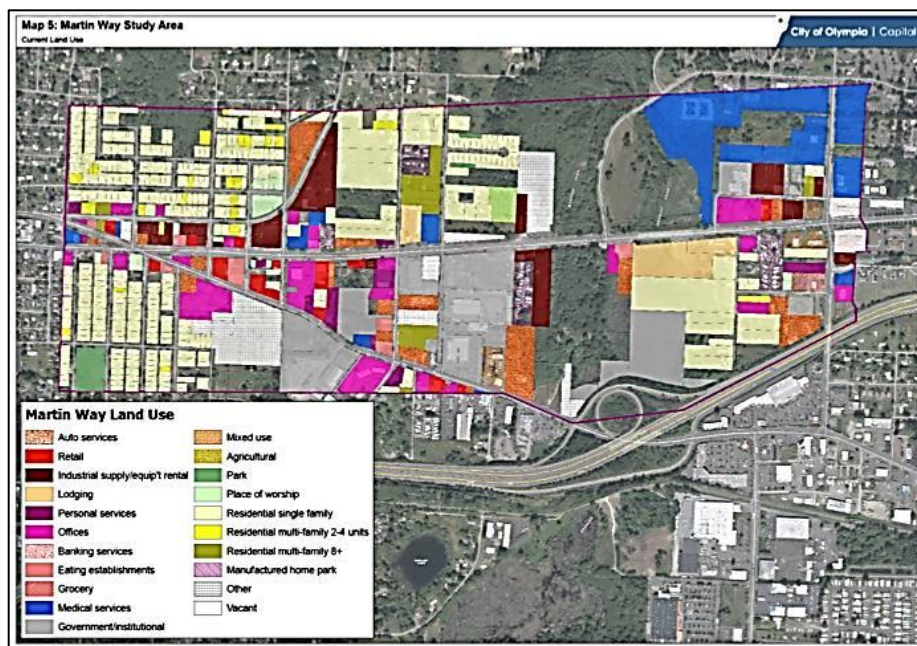 Map 5: Martin Way Study Area
Current Land Use
City of Olympia | Capital
Martin Way Land Use
Auto services
Retail
Industrial supply/equip't rental
Lodging
Personal services
Offices
Banking services
Eating establishments
Grocery
Medical services
Government/institutional
Mixed use
Agricultural
Park
Place of worship
Residential single family
Residential multi-family 2-4 units
Residential multi-family 8+
Manufactured home park
Other
Vacant